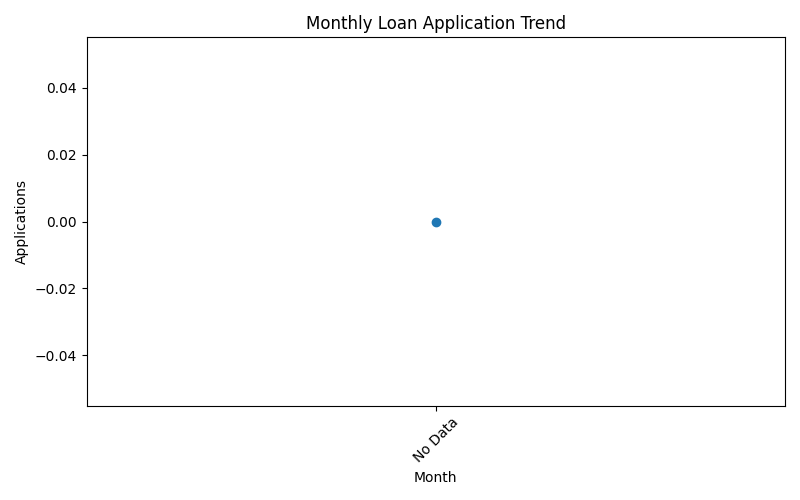 Monthly Loan Application Trend
Applications
0.04
0.02
0.00
−0.02
−0.04
No Data
Month